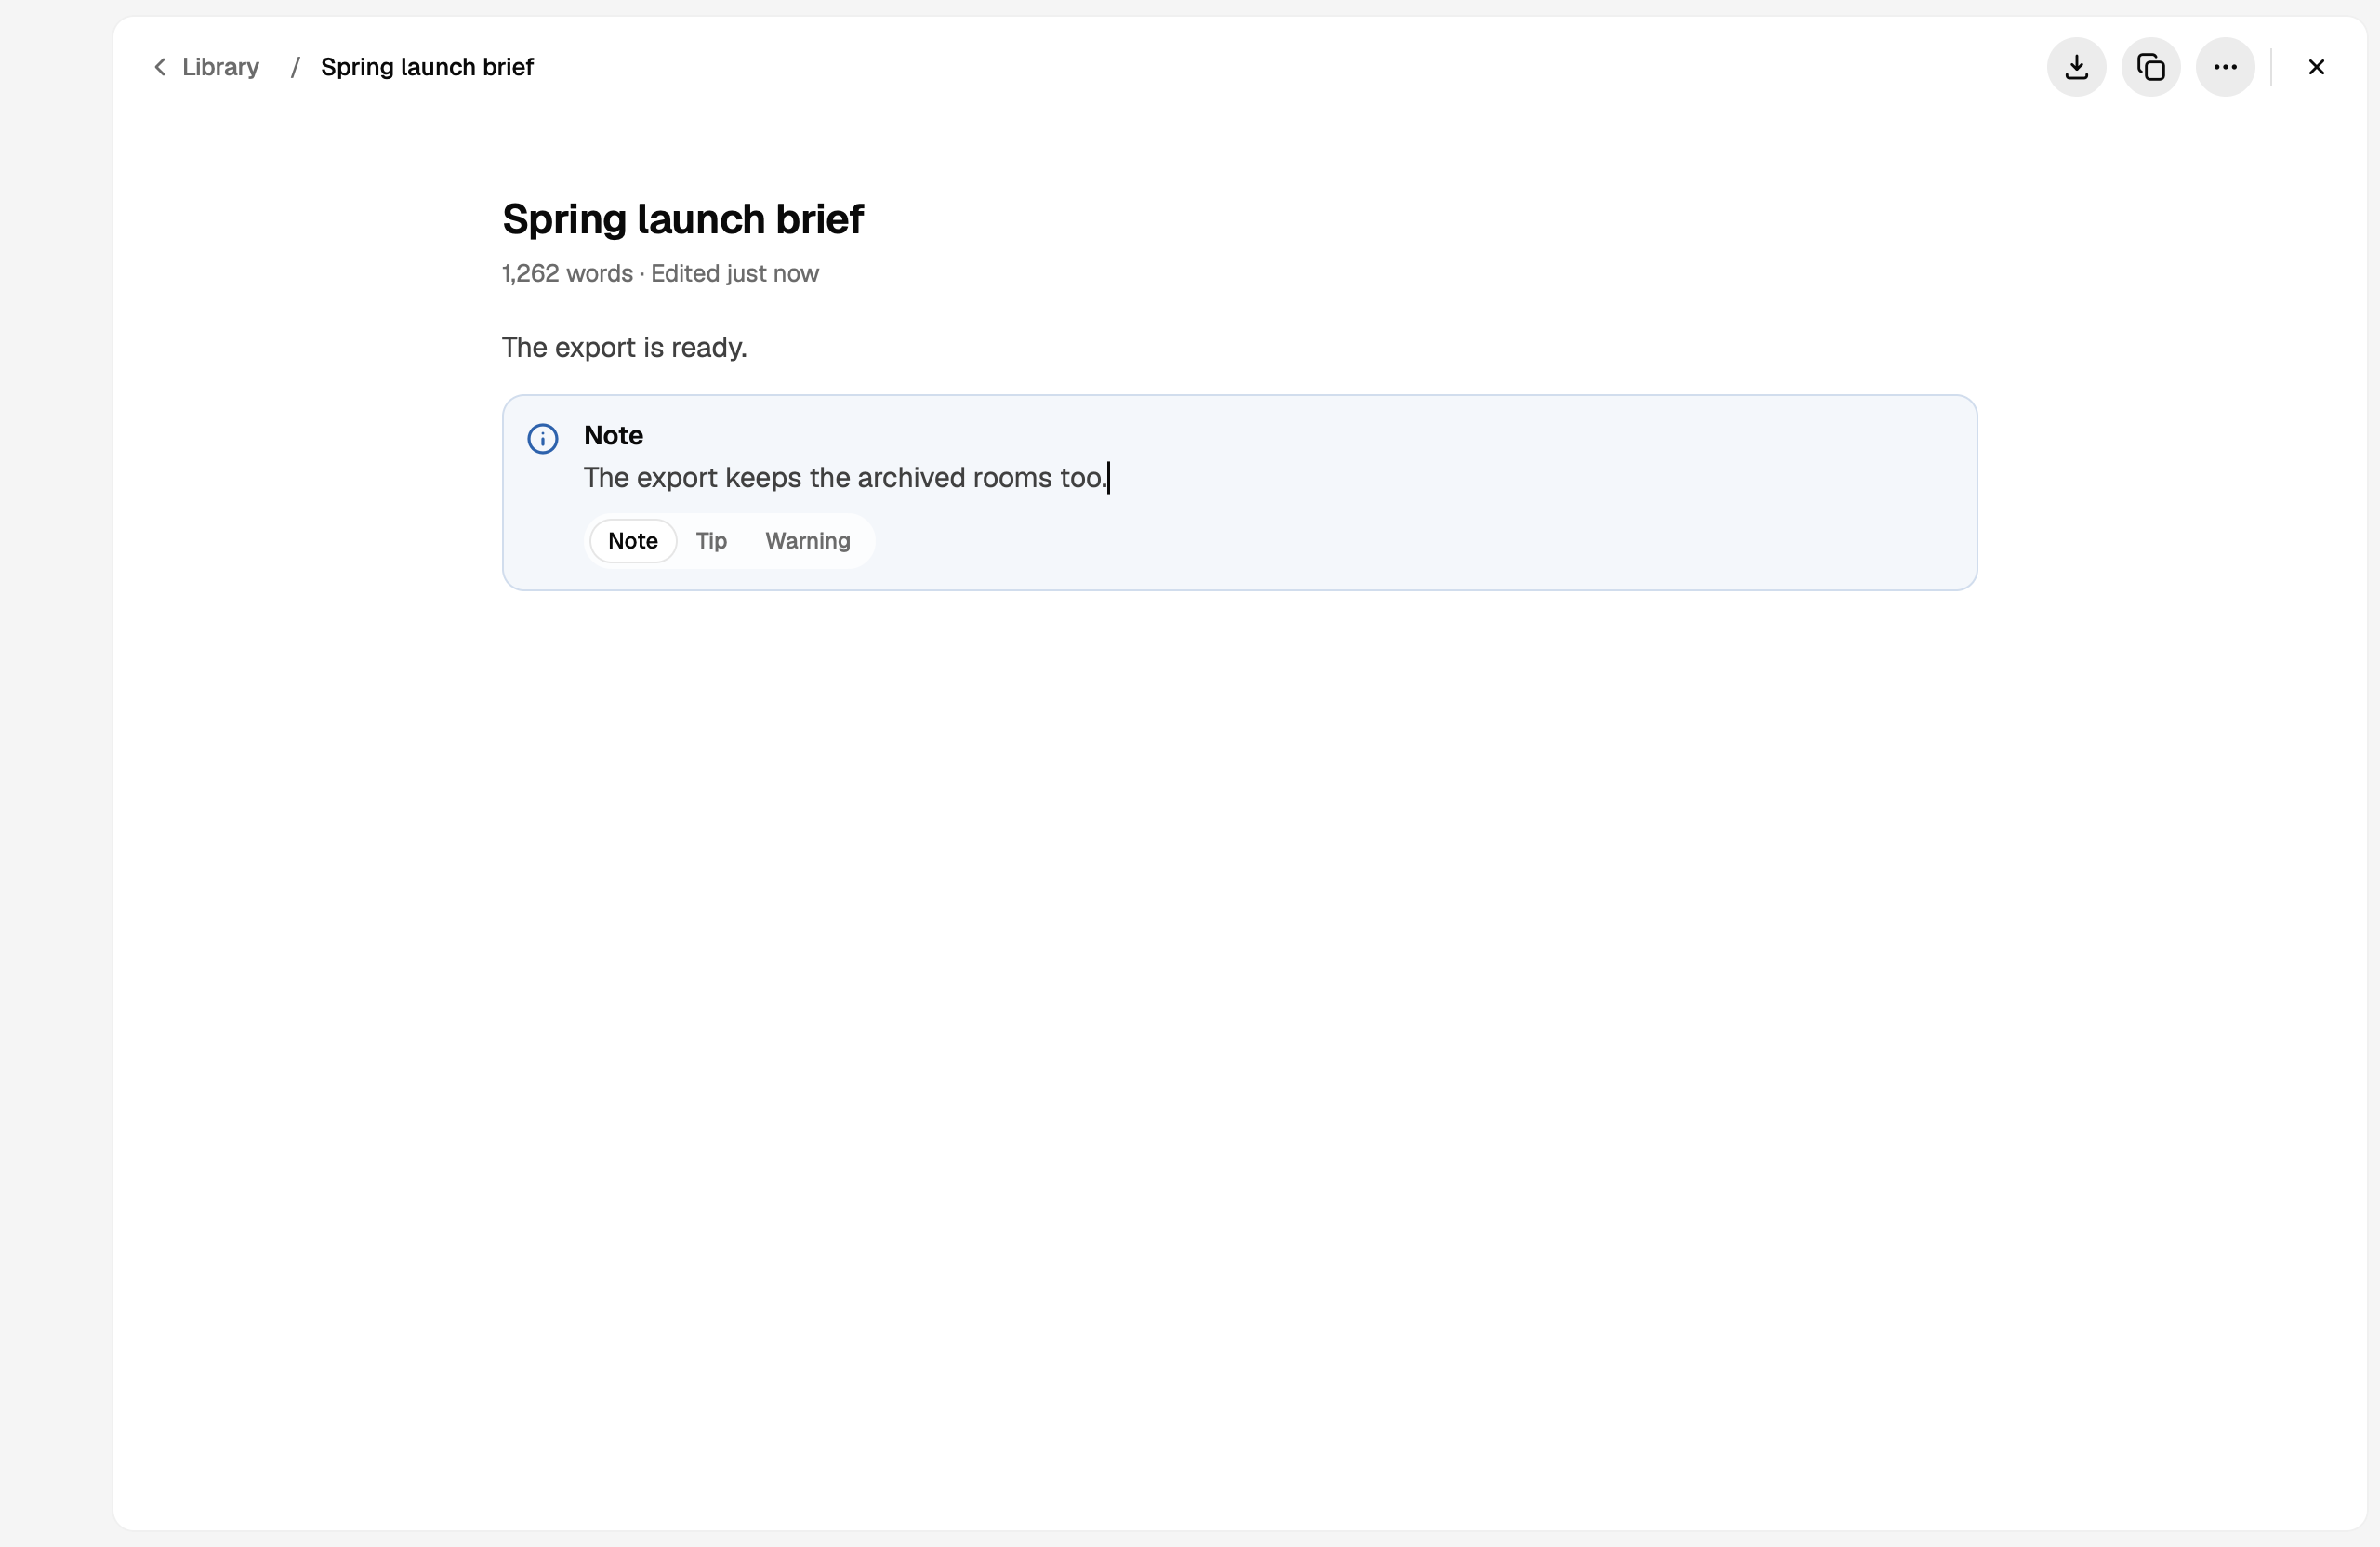 Library / Spring launch brief
Spring launch brief
1,262 words · Edited just now
The export is ready.
Note
The export keeps the archived rooms too.
Note Tip Warning